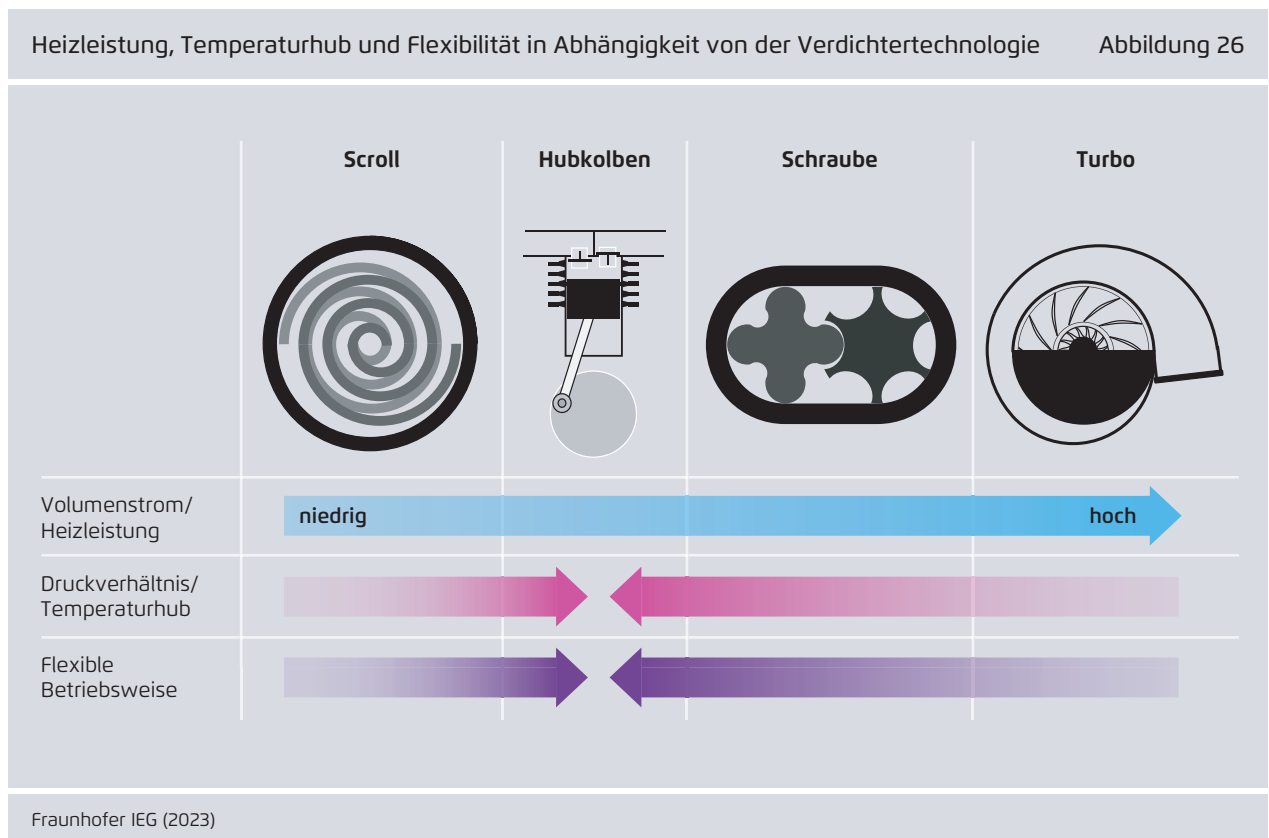 Heizleistung, Temperaturhub und Flexibilität in Abhängigkeit von der Verdichtertechnologie Abbildung 26
Scroll Hubkolben Schraube Turbo
Volumenstrom/
Heizleistung
niedrig hoch
Druckverhältnis/
Temperaturhub
Flexible
Betriebsweise
Fraunhofer IEG (2023)